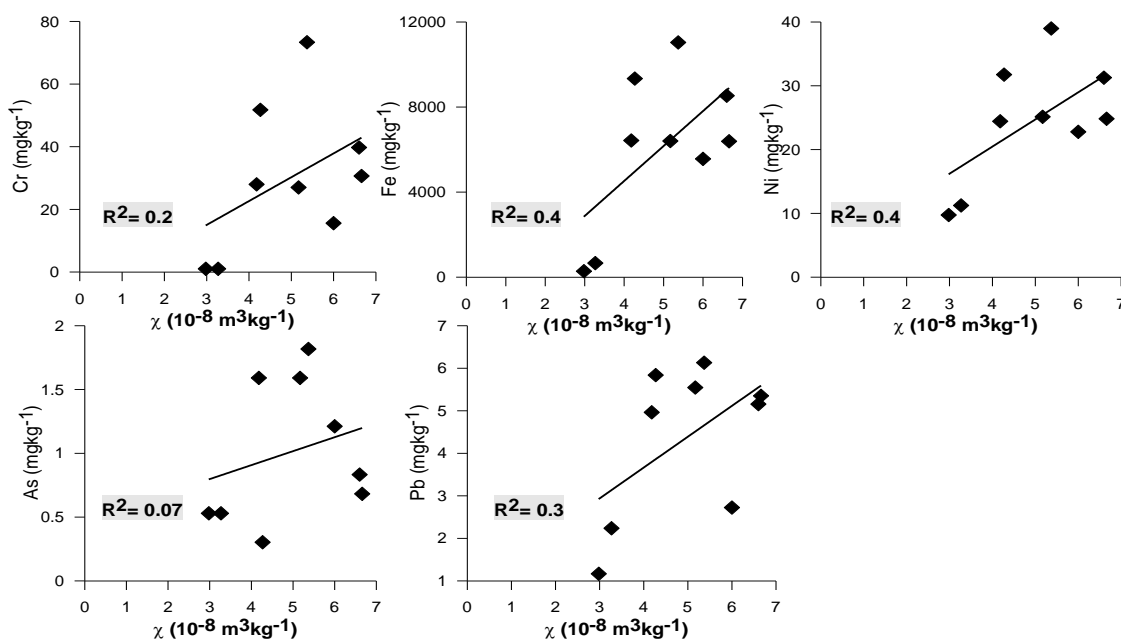 80
60
40
20
0
Cr (mgkg-1)
R2= 0.2
0 1 2 3 4 5 6 7
χ (10-8 m3kg-1)
12000
8000
4000
0
Fe (mgkg-1)
R2= 0.4
0 1 2 3 4 5 6 7
χ (10-8 m3kg-1)
40
30
20
10
0
Ni (mgkg-1)
R2= 0.4
0 1 2 3 4 5 6 7
χ (10-8 m3kg-1)
2
1.5
1
0.5
0
As (mgkg-1)
R2= 0.07
0 1 2 3 4 5 6 7
χ (10-8 m3kg-1)
7
6
5
4
3
2
1
Pb (mgkg-1)
R2= 0.3
0 1 2 3 4 5 6 7
χ (10-8 m3kg-1)